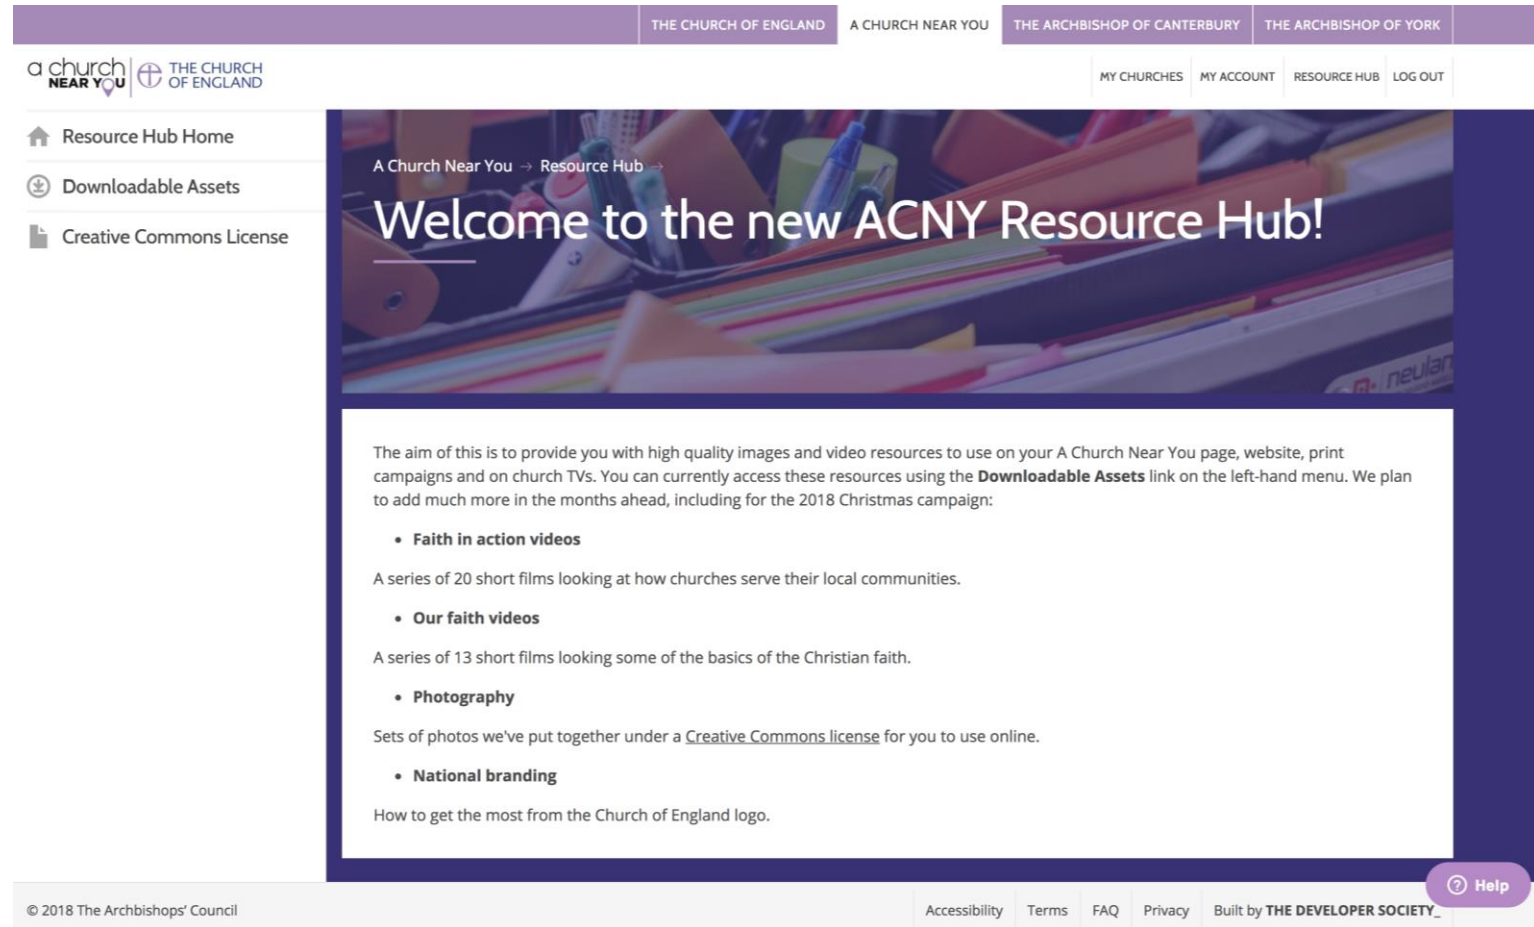 THE CHURCH OF ENGLAND
A CHURCH NEAR YOU
THE ARCHBISHOP OF CANTERBURY
THE ARCHBISHOP OF YORK
a church
NEAR YOU
THE CHURCH
OF ENGLAND
MY CHURCHES
MY ACCOUNT
RESOURCE HUB
LOG OUT
Resource Hub Home
Downloadable Assets
Creative Commons License
A Church Near You → Resource Hub →
Welcome to the new ACNY Resource Hub!
neulan
The aim of this is to provide you with high quality images and video resources to use on your A Church Near You page, website, print
campaigns and on church TVs. You can currently access these resources using the Downloadable Assets link on the left-hand menu. We plan
to add much more in the months ahead, including for the 2018 Christmas campaign:
• Faith in action videos
A series of 20 short films looking at how churches serve their local communities.
• Our faith videos
A series of 13 short films looking some of the basics of the Christian faith.
• Photography
Sets of photos we've put together under a Creative Commons license for you to use online.
• National branding
How to get the most from the Church of England logo.
? Help
© 2018 The Archbishops' Council
Accessibility
Terms
FAQ
Privacy
Built by THE DEVELOPER SOCIETY_